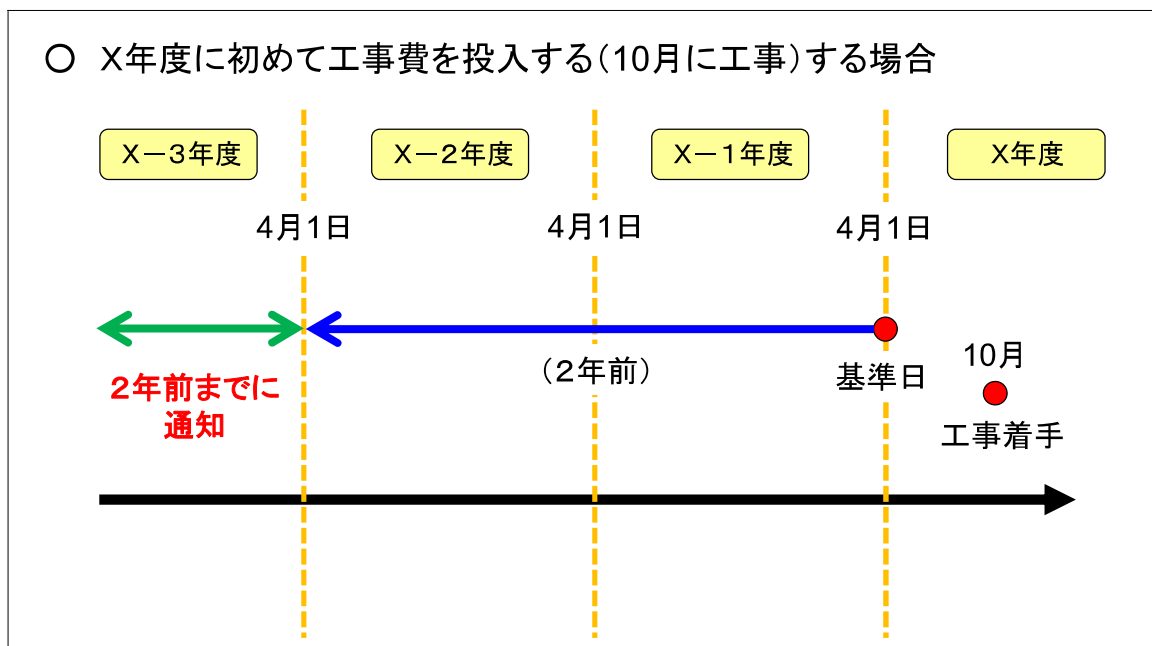 ○ X年度に初めて工事費を投入する(10月に工事)する場合
X－3年度
X－2年度
X－1年度
X年度
4月1日
4月1日
4月1日
2年前までに
通知
(2年前)
基準日
10月
工事着手